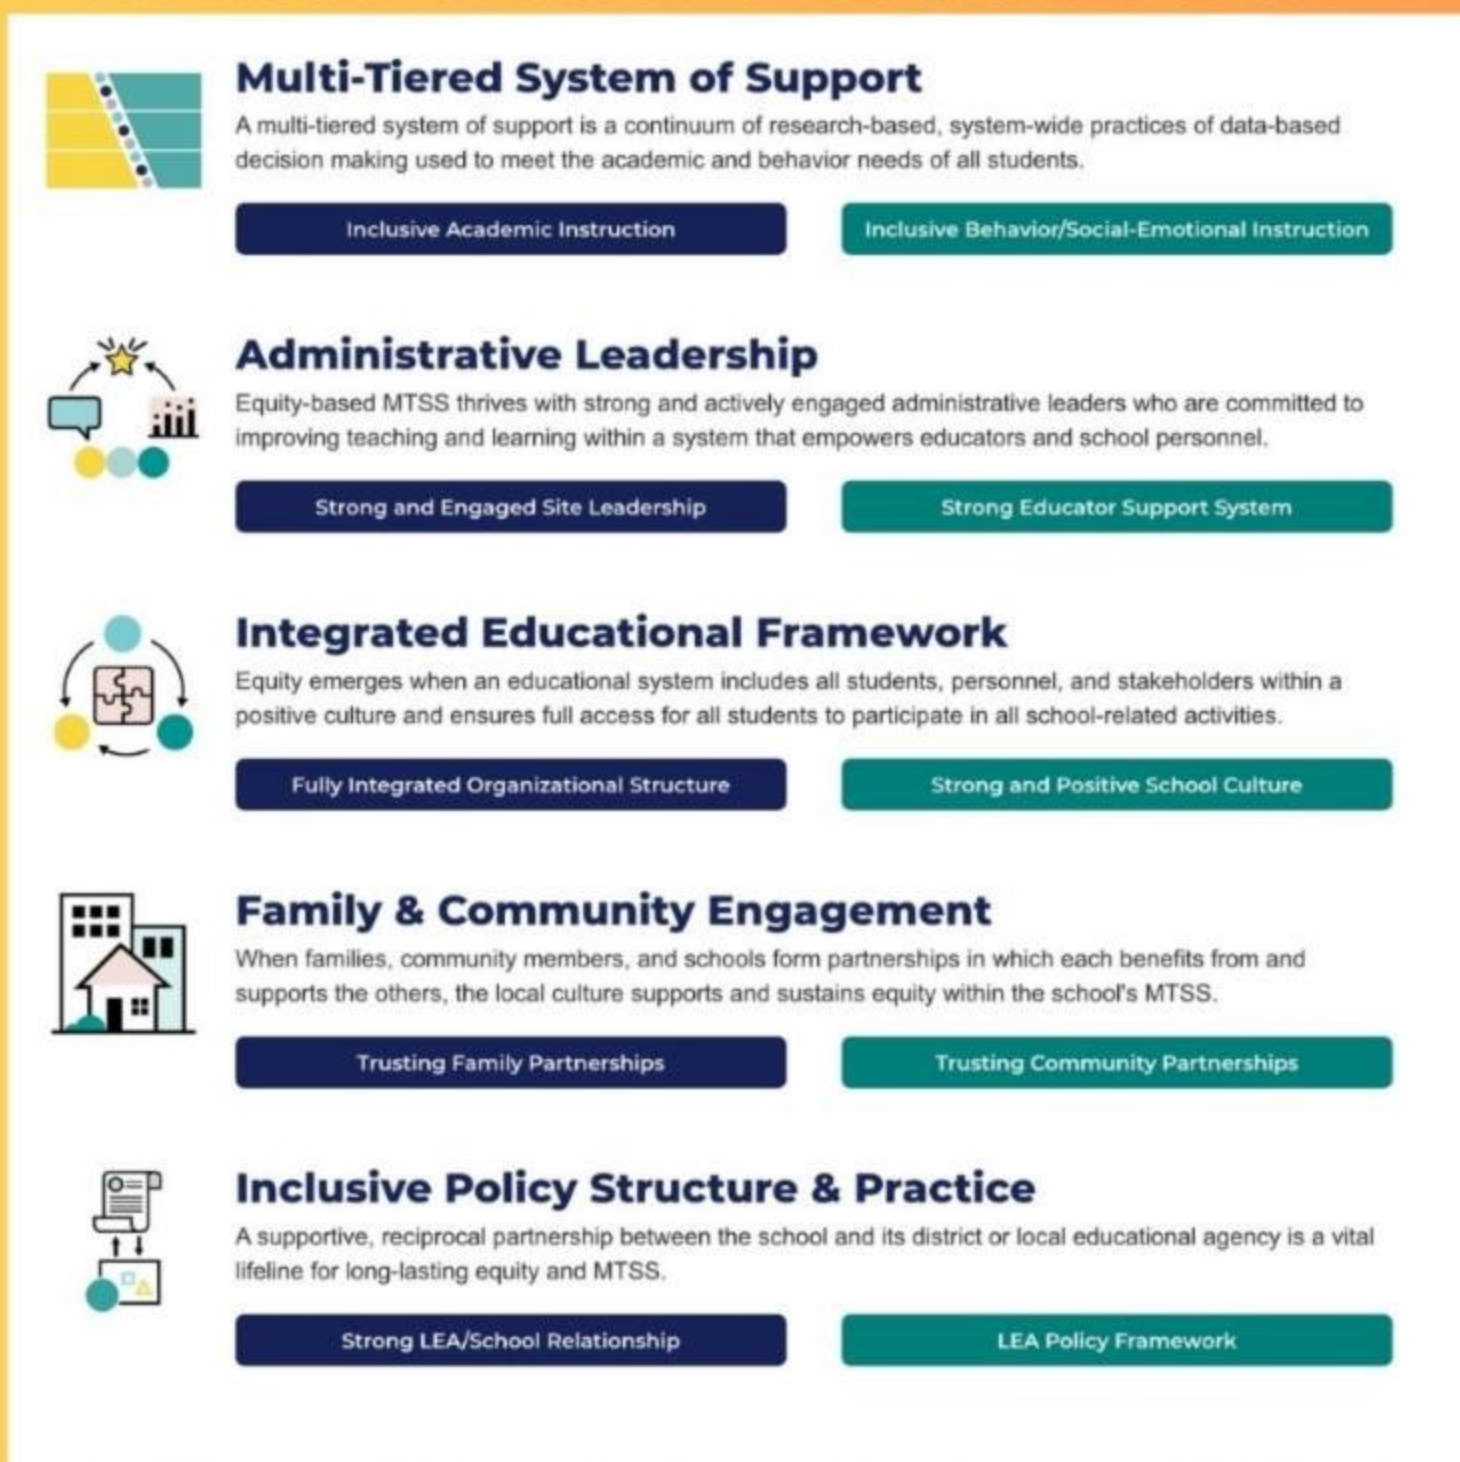 Multi-Tiered System of Support
A multi-tiered system of support is a continuum of research-based, system-wide practices of data-based
decision making used to meet the academic and behavior needs of all students.
Inclusive Academic Instruction
Inclusive Behavior/Social-Emotional Instruction
Administrative Leadership
Equity-based MTSS thrives with strong and actively engaged administrative leaders who are committed to
improving teaching and learning within a system that empowers educators and school personnel.
Strong and Engaged Site Leadership
Strong Educator Support System
Integrated Educational Framework
Equity emerges when an educational system includes all students, personnel, and stakeholders within a
positive culture and ensures full access for all students to participate in all school-related activities.
Fully Integrated Organizational Structure
Strong and Positive School Culture
Family & Community Engagement
When families, community members, and schools form partnerships in which each benefits from and
supports the others, the local culture supports and sustains equity within the school's MTSS.
Trusting Family Partnerships
Trusting Community Partnerships
Inclusive Policy Structure & Practice
A supportive, reciprocal partnership between the school and its district or local educational agency is a vital
lifeline for long-lasting equity and MTSS.
Strong LEA/School Relationship
LEA Policy Framework